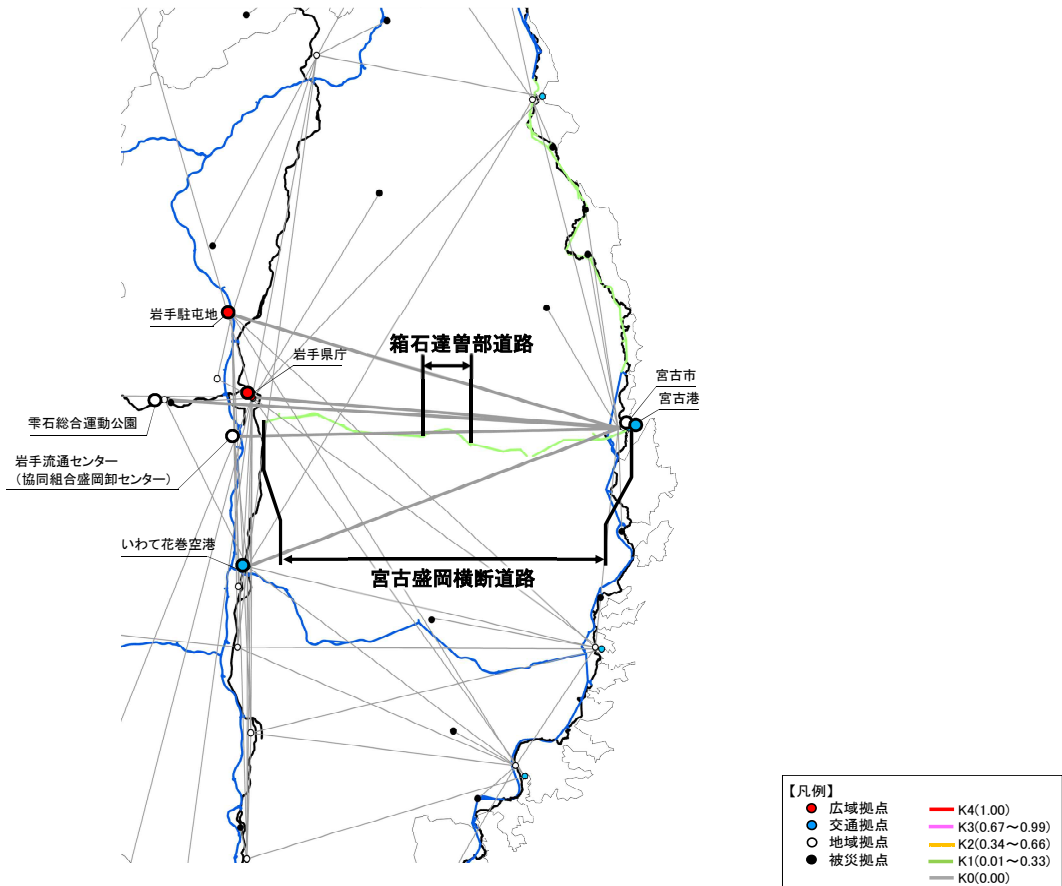 岩手駐屯地
箱石達曽部道路
岩手県庁
宮古市
宮古港
雫石総合運動公園
岩手流通センター
（協同組合盛岡卸センター）
いわて花巻空港
宮古盛岡横断道路
【凡例】
広域拠点
交通拠点
地域拠点
被災拠点
K4(1.00)
K3(0.67～0.99)
K2(0.34～0.66)
K1(0.01～0.33)
K0(0.00)